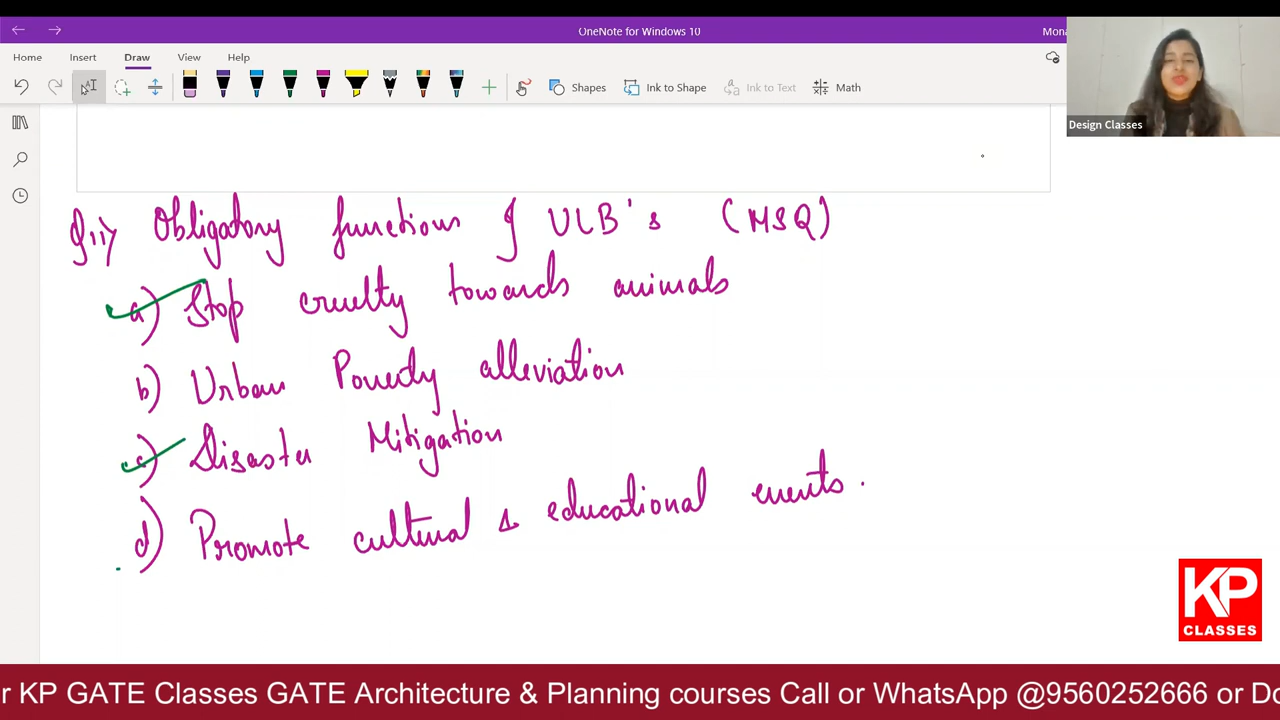 OneNote for Windows 10
Mona
Home Insert Draw View Help
Shapes Ink to Shape Ink to Text Math
Design Classes
Q11) Obligatory functions of ULB's (MSQ)
a) Stop cruelty towards animals
b) Urban Poverty alleviation
c) Disaster Mitigation
d) Promote cultural & educational events.
KP
CLASSES
r KP GATE Classes GATE Architecture & Planning courses Call or WhatsApp @9560252666 or Do